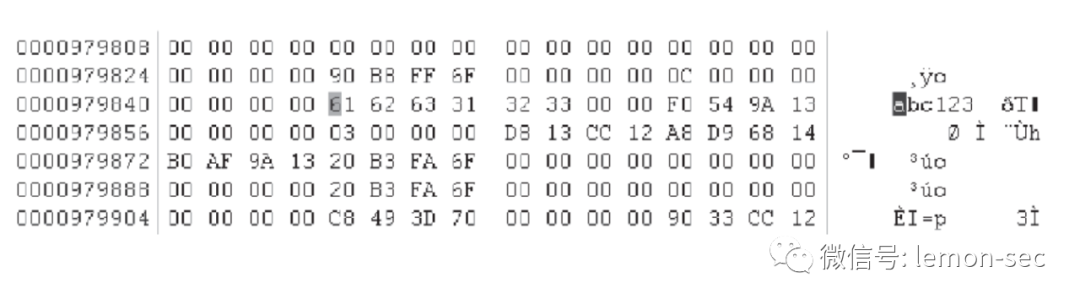 0000979808 00 00 00 00 00 00 00 00 00 00 00 00 00 00 00 00
0000979824 00 00 00 00 90 B8 FF 6F 00 00 00 00 0C 00 00 00 ¸ÿo
0000979840 00 00 00 00 61 62 63 31 32 33 00 00 F0 54 9A 13 abc123 ðT
0000979856 00 00 00 00 03 00 00 00 D8 13 CC 12 A8 D9 68 14 Ø Ì ¨Ùh
0000979872 B0 AF 9A 13 20 B3 FA 6F 00 00 00 00 00 00 00 00 °¯ ³úo
0000979888 00 00 00 00 20 B3 FA 6F 00 00 00 00 00 00 00 00 ³úo
0000979904 00 00 00 00 C8 49 3D 70 00 00 00 00 90 33 CC 12 ÈI=p 3Ì
微信号: lemon-sec